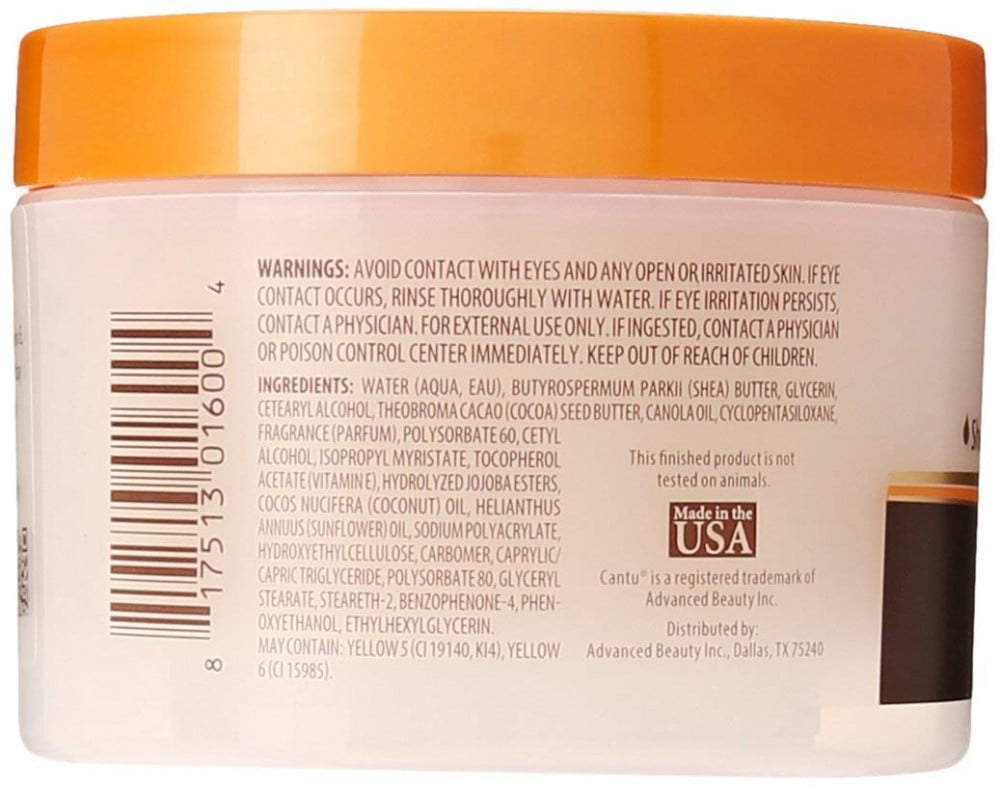 WARNINGS: AVOID CONTACT WITH EYES AND ANY OPEN OR IRRITATED SKIN. IF EYE
CONTACT OCCURS, RINSE THOROUGHLY WITH WATER. IF EYE IRRITATION PERSISTS,
CONTACT A PHYSICIAN. FOR EXTERNAL USE ONLY. IF INGESTED, CONTACT A PHYSICIAN
OR POISON CONTROL CENTER IMMEDIATELY. KEEP OUT OF REACH OF CHILDREN.
INGREDIENTS: WATER (AQUA, EAU), BUTYROSPERMUM PARKII (SHEA) BUTTER, GLYCERIN,
CETEARYL ALCOHOL, THEOBROMA CACAO (COCOA) SEED BUTTER, CANOLA OIL, CYCLOPENTASILOXANE,
FRAGRANCE (PARFUM), POLYSORBATE 60, CETYL
ALCOHOL, ISOPROPYL MYRISTATE, TOCOPHEROL
ACETATE (VITAMIN E), HYDROLYZED JOJOBA ESTERS,
COCOS NUCIFERA (COCONUT) OIL, HELIANTHUS
ANNUUS (SUNFLOWER) OIL, SODIUM POLYACRYLATE,
HYDROXYETHYLCELLULOSE, CARBOMER, CAPRYLIC/
CAPRIC TRIGLYCERIDE, POLYSORBATE 80, GLYCERYL
STEARATE, STEARETH-2, BENZOPHENONE-4, PHEN-
OXYETHANOL, ETHYLHEXYLGLYCERIN.
MAY CONTAIN: YELLOW 5 (CI 19140, KI4), YELLOW
6 (CI 15985).
This finished product is not
tested on animals.
Made in the
USA
Cantu® is a registered trademark of
Advanced Beauty Inc.
Distributed by:
Advanced Beauty Inc., Dallas, TX 75240
8 17513 01600 4